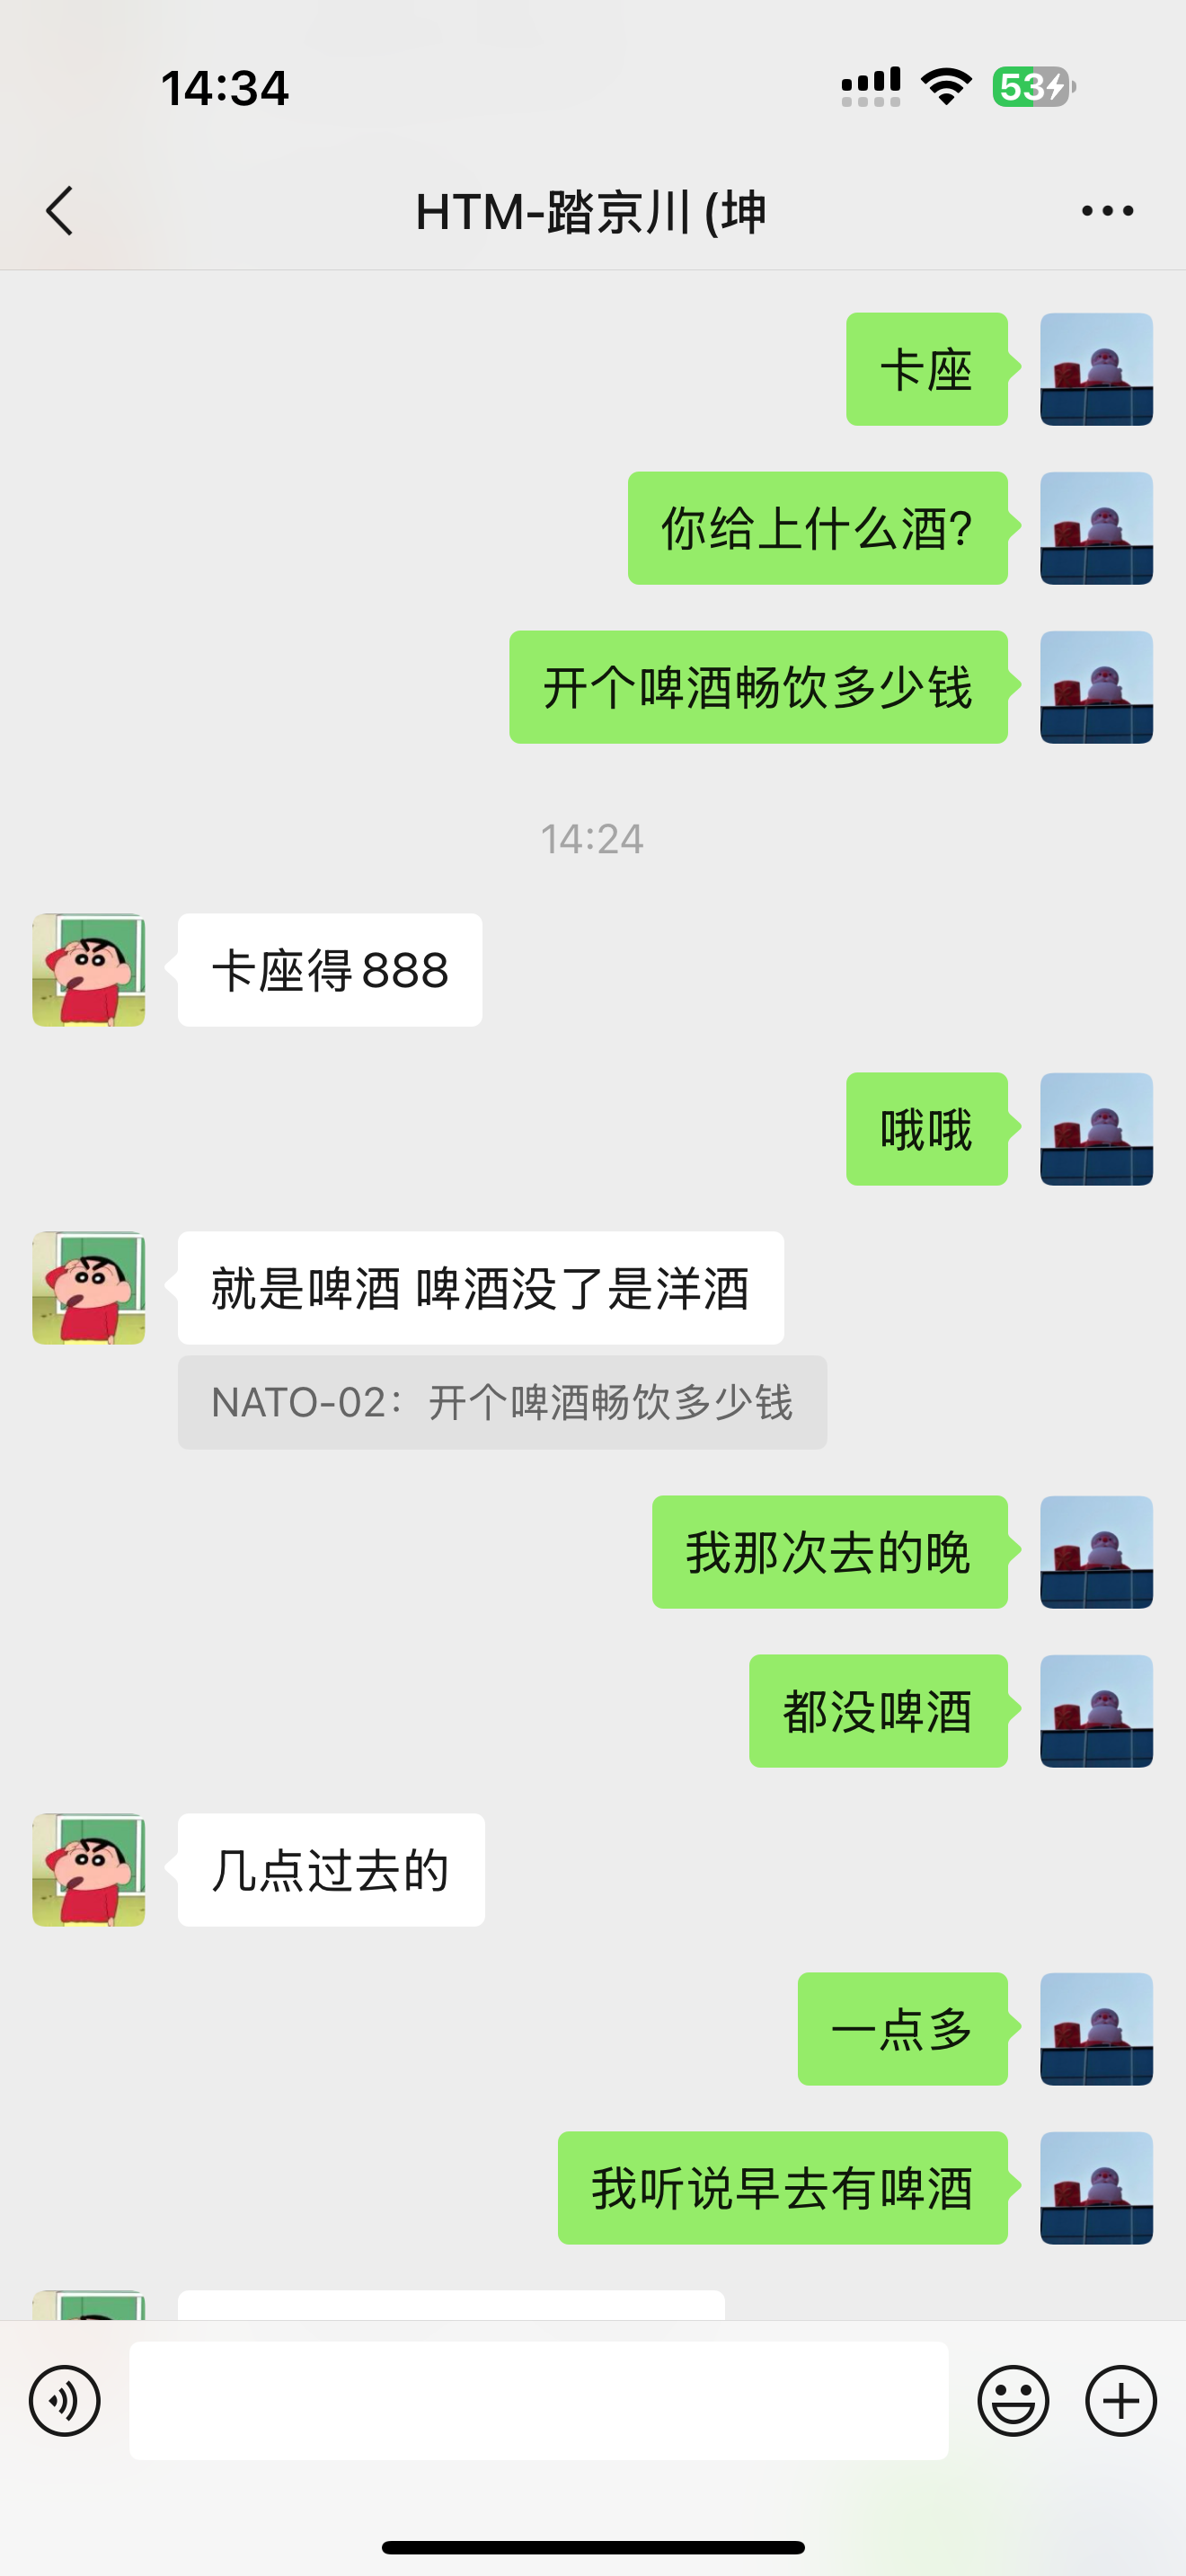 14:34
53
HTM-踏京川 (坤
卡座
你给上什么酒?
开个啤酒畅饮多少钱
14:24
卡座得888
哦哦
就是啤酒 啤酒没了是洋酒
NATO-02：开个啤酒畅饮多少钱
我那次去的晚
都没啤酒
几点过去的
一点多
我听说早去有啤酒